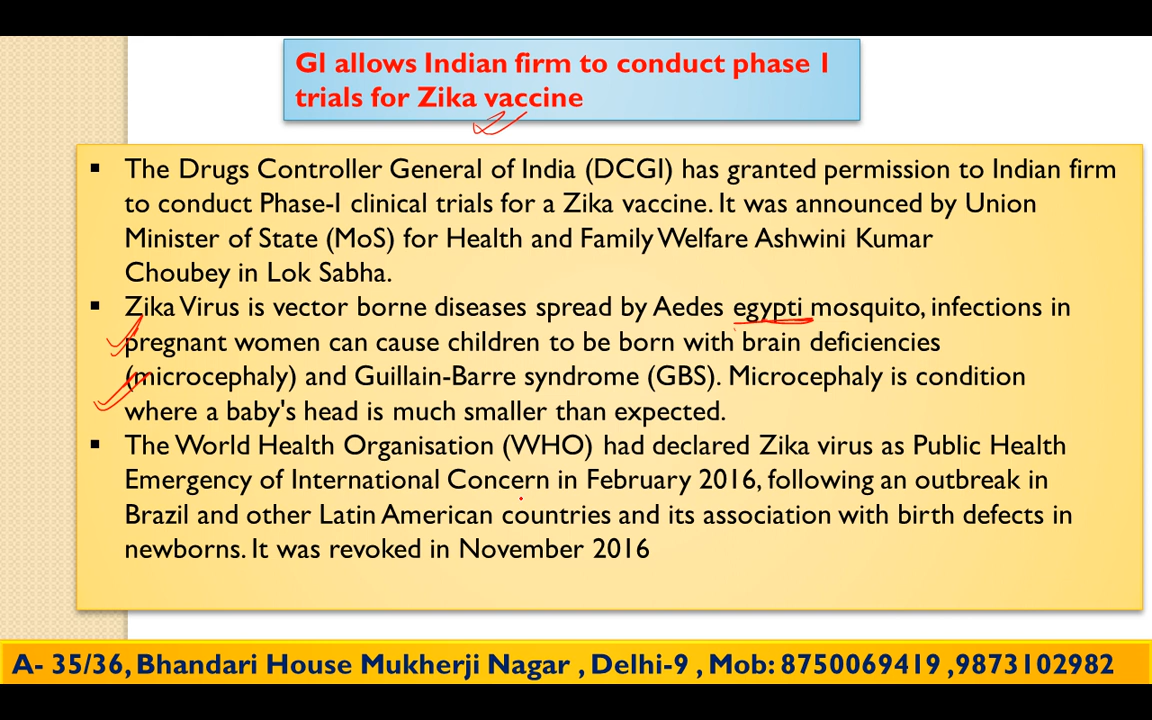 GI allows Indian firm to conduct phase 1
trials for Zika vaccine
▪ The Drugs Controller General of India (DCGI) has granted permission to Indian firm
to conduct Phase-I clinical trials for a Zika vaccine. It was announced by Union
Minister of State (MoS) for Health and Family Welfare Ashwini Kumar
Choubey in Lok Sabha.
▪ Zika Virus is vector borne diseases spread by Aedes egypti mosquito, infections in
pregnant women can cause children to be born with brain deficiencies
(microcephaly) and Guillain-Barre syndrome (GBS). Microcephaly is condition
where a baby's head is much smaller than expected.
▪ The World Health Organisation (WHO) had declared Zika virus as Public Health
Emergency of International Concern in February 2016, following an outbreak in
Brazil and other Latin American countries and its association with birth defects in
newborns. It was revoked in November 2016
A- 35/36, Bhandari House Mukherji Nagar , Delhi-9 , Mob: 8750069419 ,9873102982